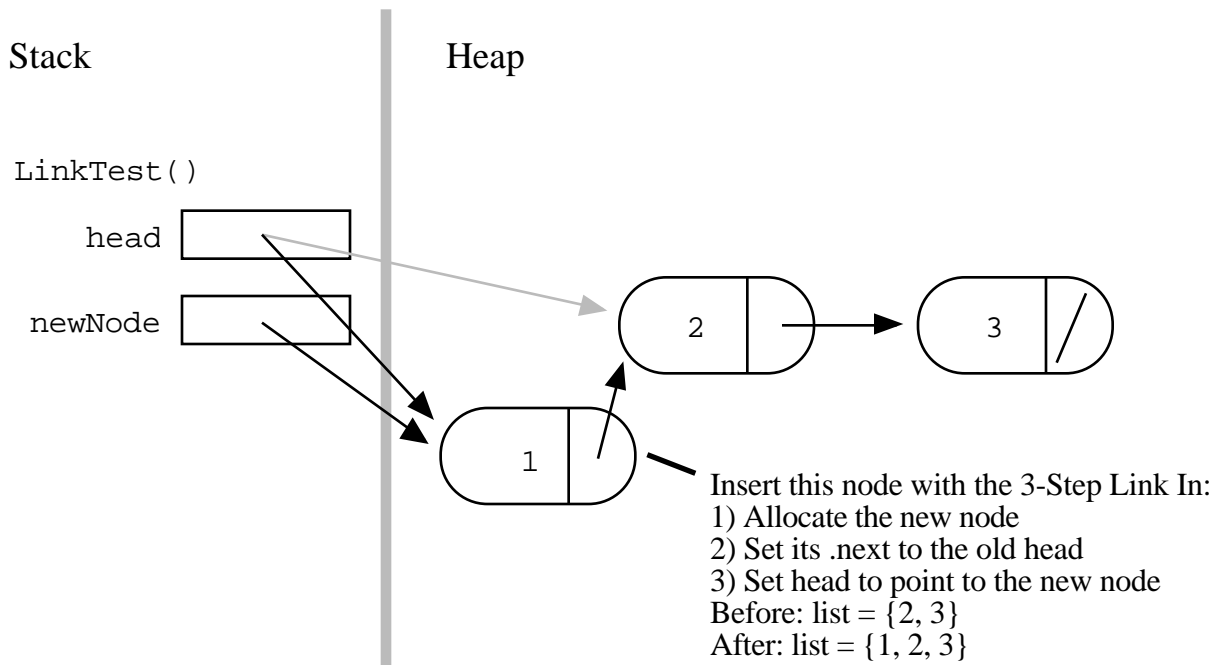 Stack
Heap
LinkTest()
head
newNode
2
3
1
Insert this node with the 3-Step Link In:
1) Allocate the new node
2) Set its .next to the old head
3) Set head to point to the new node
Before: list = {2, 3}
After: list = {1, 2, 3}